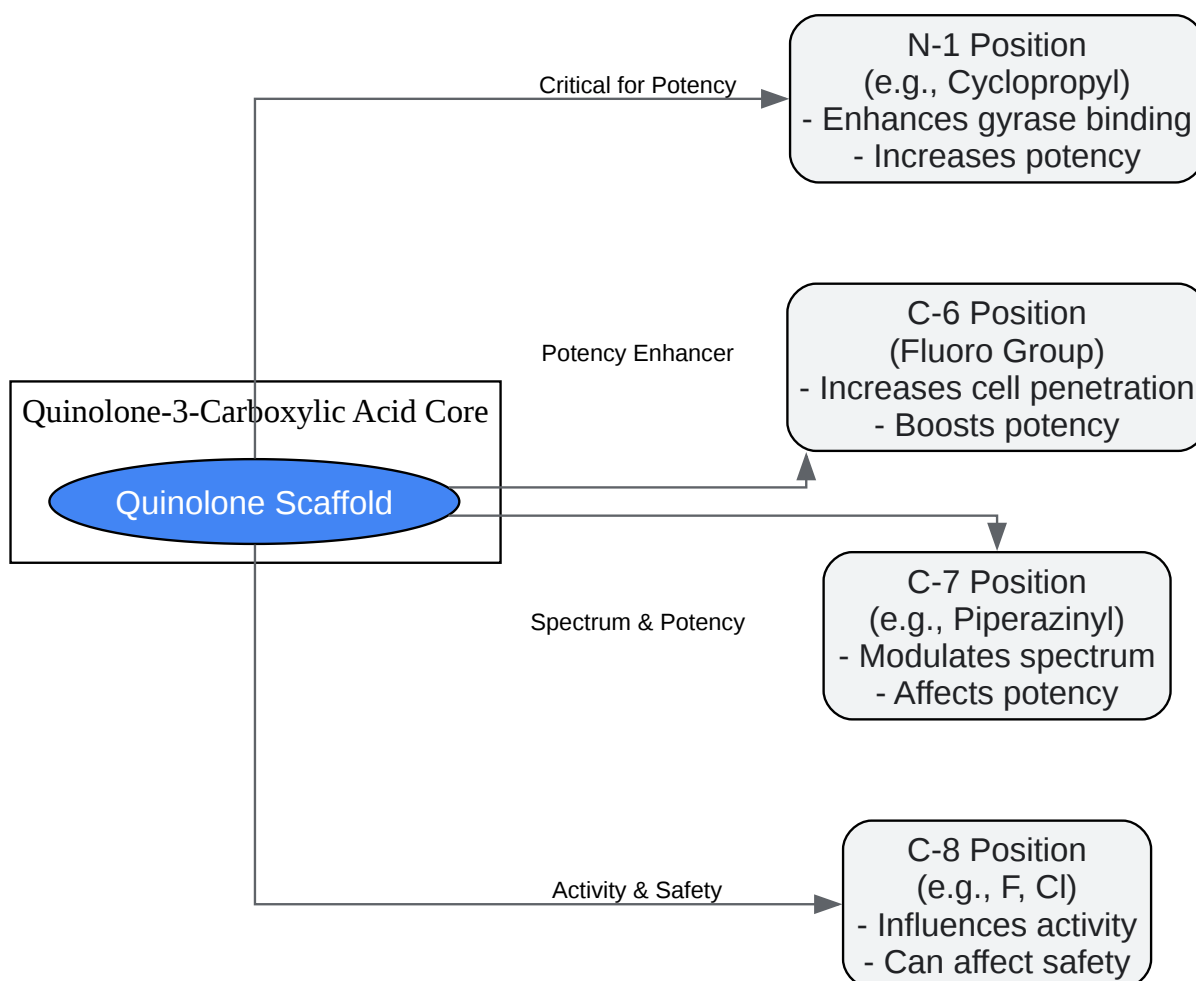 Critical for Potency
N-1 Position
(e.g., Cyclopropyl)
- Enhances gyrase binding
- Increases potency
Potency Enhancer
C-6 Position
(Fluoro Group)
- Increases cell penetration
- Boosts potency
Quinolone-3-Carboxylic Acid Core
Quinolone Scaffold
Spectrum & Potency
C-7 Position
(e.g., Piperazinyl)
- Modulates spectrum
- Affects potency
Activity & Safety
C-8 Position
(e.g., F, Cl)
- Influences activity
- Can affect safety